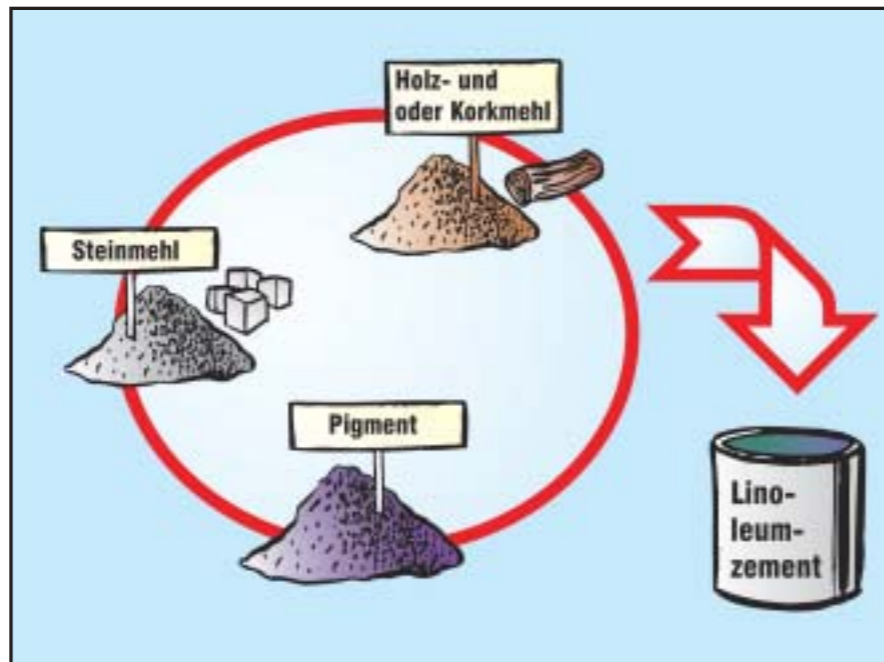 Holz- und
oder Korkmehl
Steinmehl
Pigment
Lino-
leum-
zement